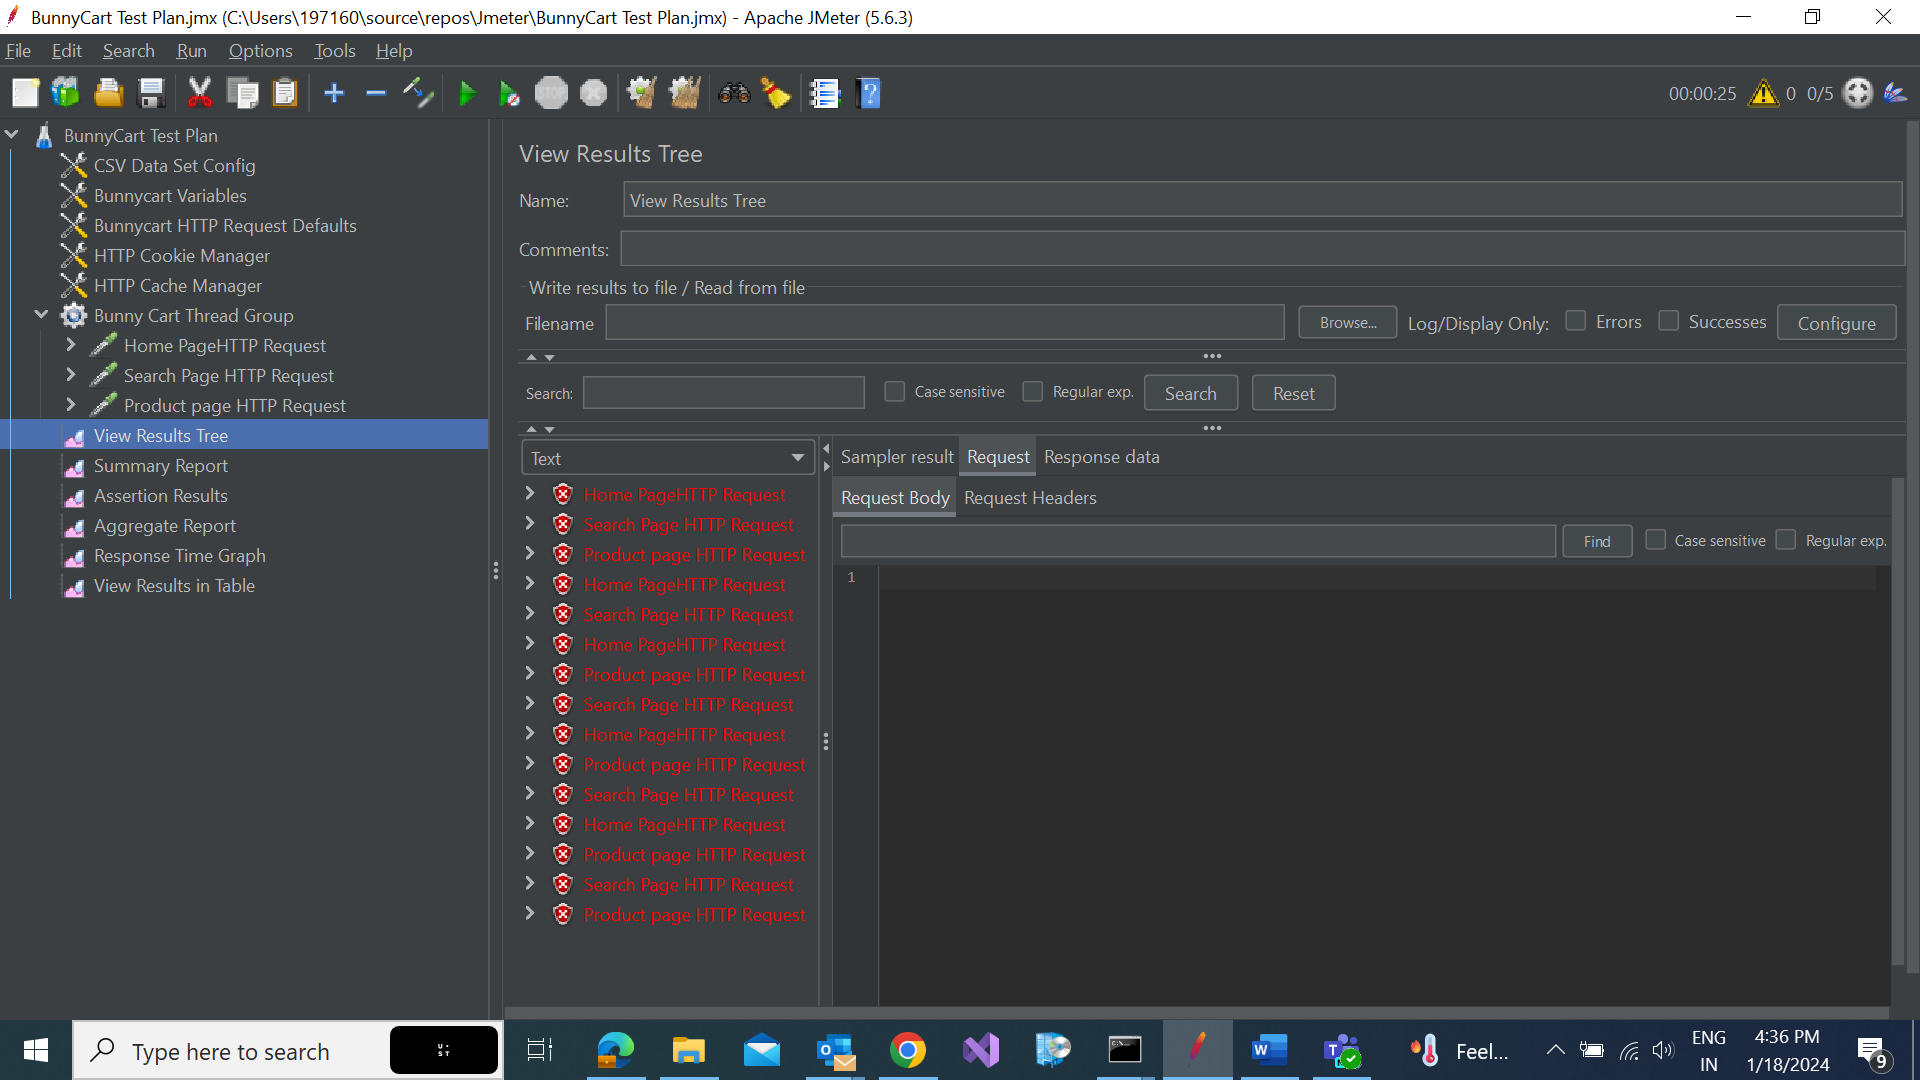 BunnyCart Test Plan.jmx (C:\Users\197160\source\repos\Jmeter\BunnyCart Test Plan.jmx) - Apache JMeter (5.6.3)
File Edit Search Run Options Tools Help
STOP
00:00:25 0 0/5
BunnyCart Test Plan
CSV Data Set Config
Bunnycart Variables
Bunnycart HTTP Request Defaults
HTTP Cookie Manager
HTTP Cache Manager
Bunny Cart Thread Group
Home PageHTTP Request
Search Page HTTP Request
Product page HTTP Request
View Results Tree
Summary Report
Assertion Results
Aggregate Report
Response Time Graph
View Results in Table
View Results Tree
Name: View Results Tree
Comments:
Write results to file / Read from file
Filename Browse... Log/Display Only: Errors Successes Configure
Search: Case sensitive Regular exp. Search Reset
Text
Sampler result Request Response data
Request Body Request Headers
Find Case sensitive Regular exp.
1
Home PageHTTP Request
Search Page HTTP Request
Product page HTTP Request
Home PageHTTP Request
Search Page HTTP Request
Home PageHTTP Request
Product page HTTP Request
Search Page HTTP Request
Home PageHTTP Request
Product page HTTP Request
Search Page HTTP Request
Home PageHTTP Request
Product page HTTP Request
Search Page HTTP Request
Product page HTTP Request
Type here to search
Feel...
ENG
IN
4:36 PM
1/18/2024
9